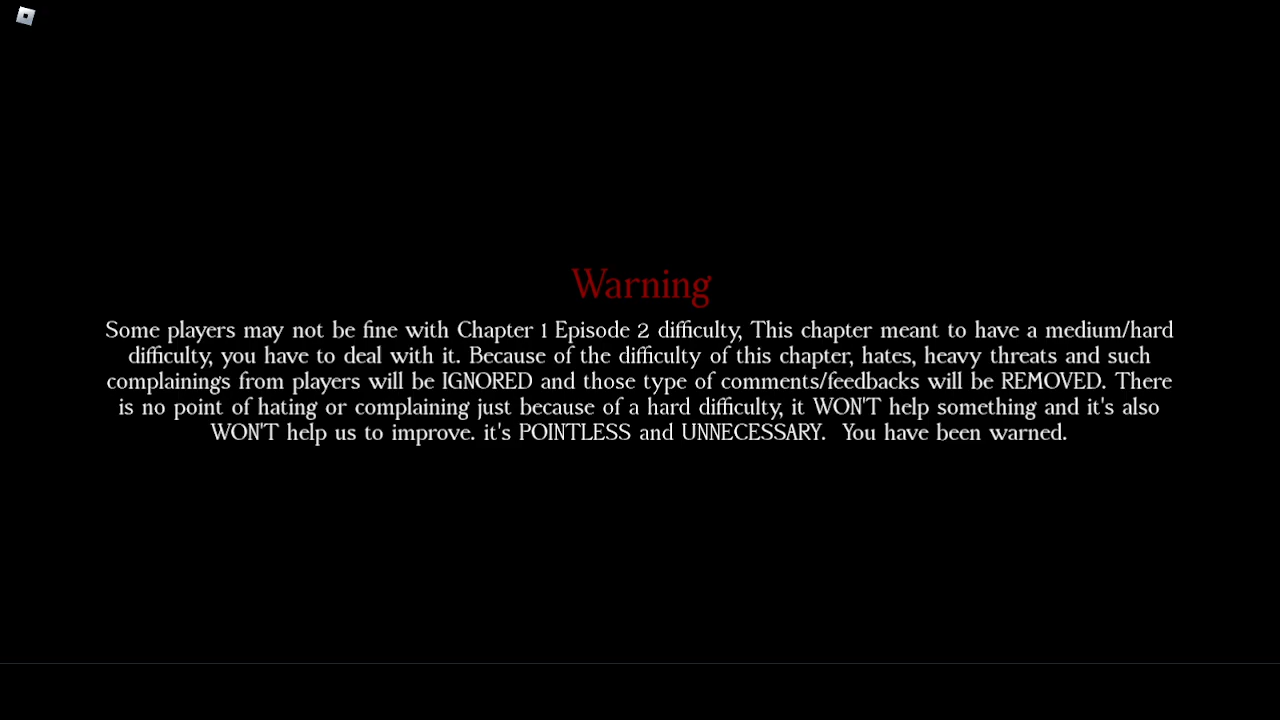 Warning
Some players may not be fine with Chapter 1 Episode 2 difficulty, This chapter meant to have a medium/hard
difficulty, you have to deal with it. Because of the difficulty of this chapter, hates, heavy threats and such
complainings from players will be IGNORED and those type of comments/feedbacks will be REMOVED. There
is no point of hating or complaining just because of a hard difficulty, it WON'T help something and it's also
WON'T help us to improve. it's POINTLESS and UNNECESSARY.  You have been warned.